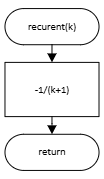 recurent(k)
-1/(k+1)
return